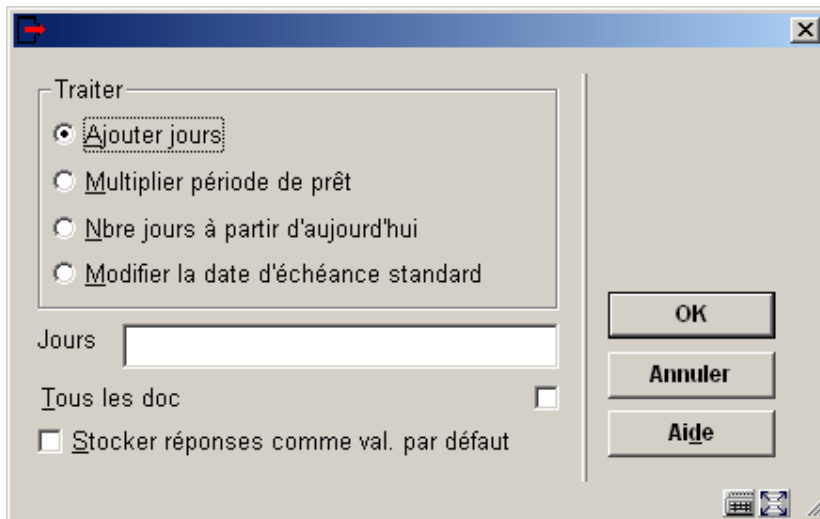 Traiter
Ajouter jours
Multiplier période de prêt
Nbre jours à partir d'aujourd'hui
Modifier la date d'échéance standard
Jours
Tous les doc
Stocker réponses comme val. par défaut
OK
Annuler
Aide